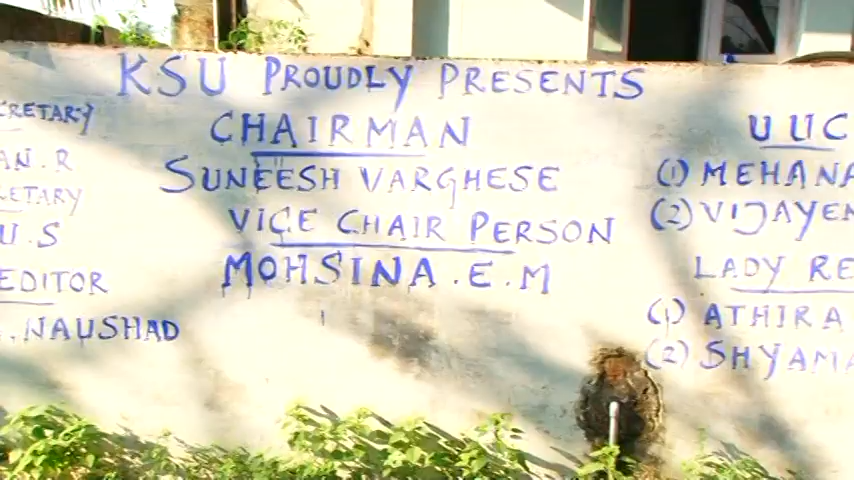 KSU PROUDLY PRESENTS
CHAIRMAN
SUNEESH VARGHESE
VICE CHAIR PERSON
MOHSINA . E . M
CRETARY
AN . R
RETARY
U . S
EDITOR
. NAUSHAD
UUC
(1) MEHANA
(2) VIJAYEN
LADY RE
(1) ATHIRA A
(2) SHYAMA